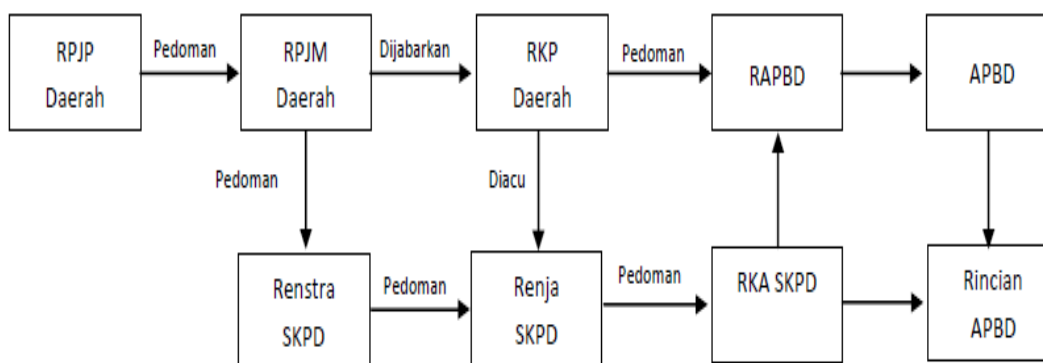 RPJP
Daerah
Pedoman
RPJM
Daerah
Dijabarkan
RKP
Daerah
Pedoman
RAPBD
APBD
Pedoman
Diacu
Renstra
SKPD
Pedoman
Renja
SKPD
Pedoman
RKA SKPD
Rincian
APBD